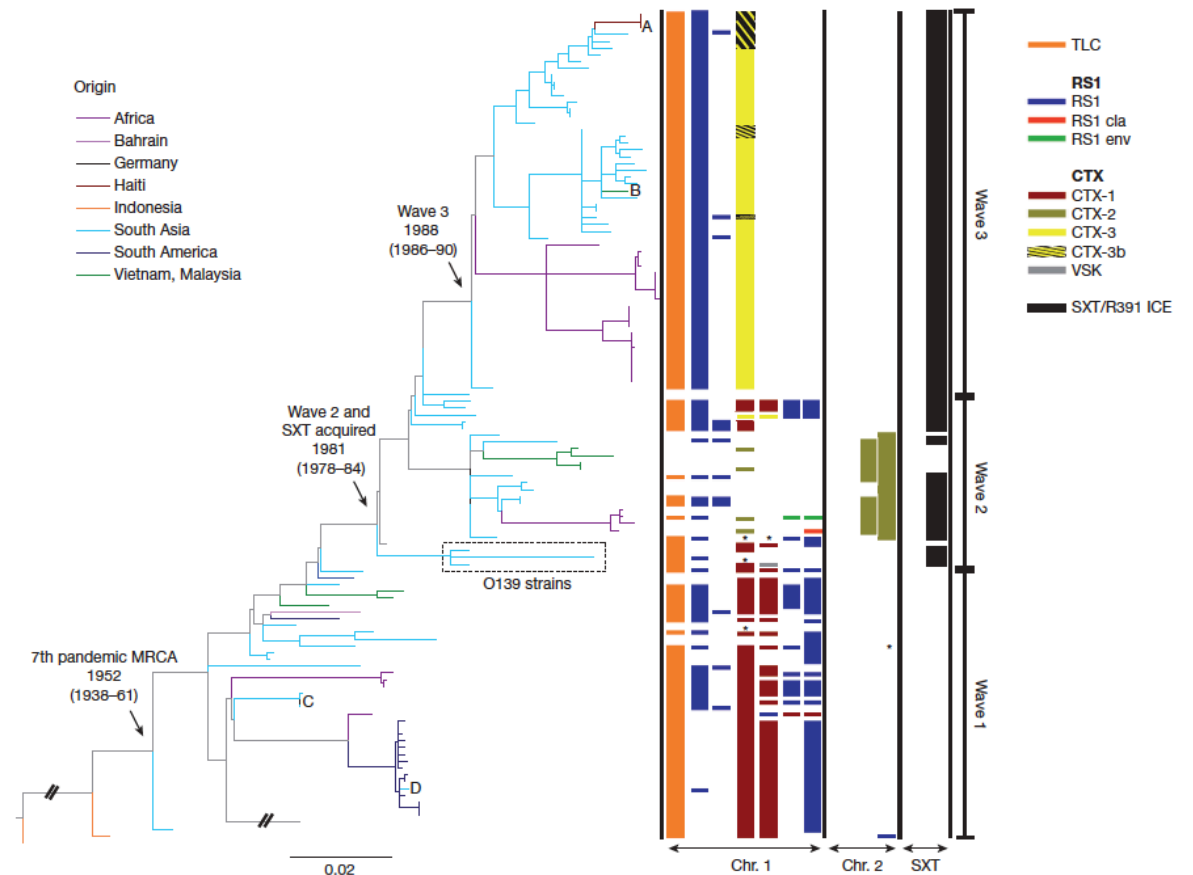 Origin
Africa
Bahrain
Germany
Haiti
Indonesia
South Asia
South America
Vietnam, Malaysia
A
B
Wave 3
1988
(1986–90)
Wave 2 and
SXT acquired
1981
(1978–84)
O139 strains
7th pandemic MRCA
1952
(1938–61)
C
D
0.02
*
*
*
*
*
Chr. 1
Chr. 2
SXT
Wave 3
Wave 2
Wave 1
TLC
RS1
RS1
RS1 cla
RS1 env
CTX
CTX-1
CTX-2
CTX-3
CTX-3b
VSK
SXT/R391 ICE